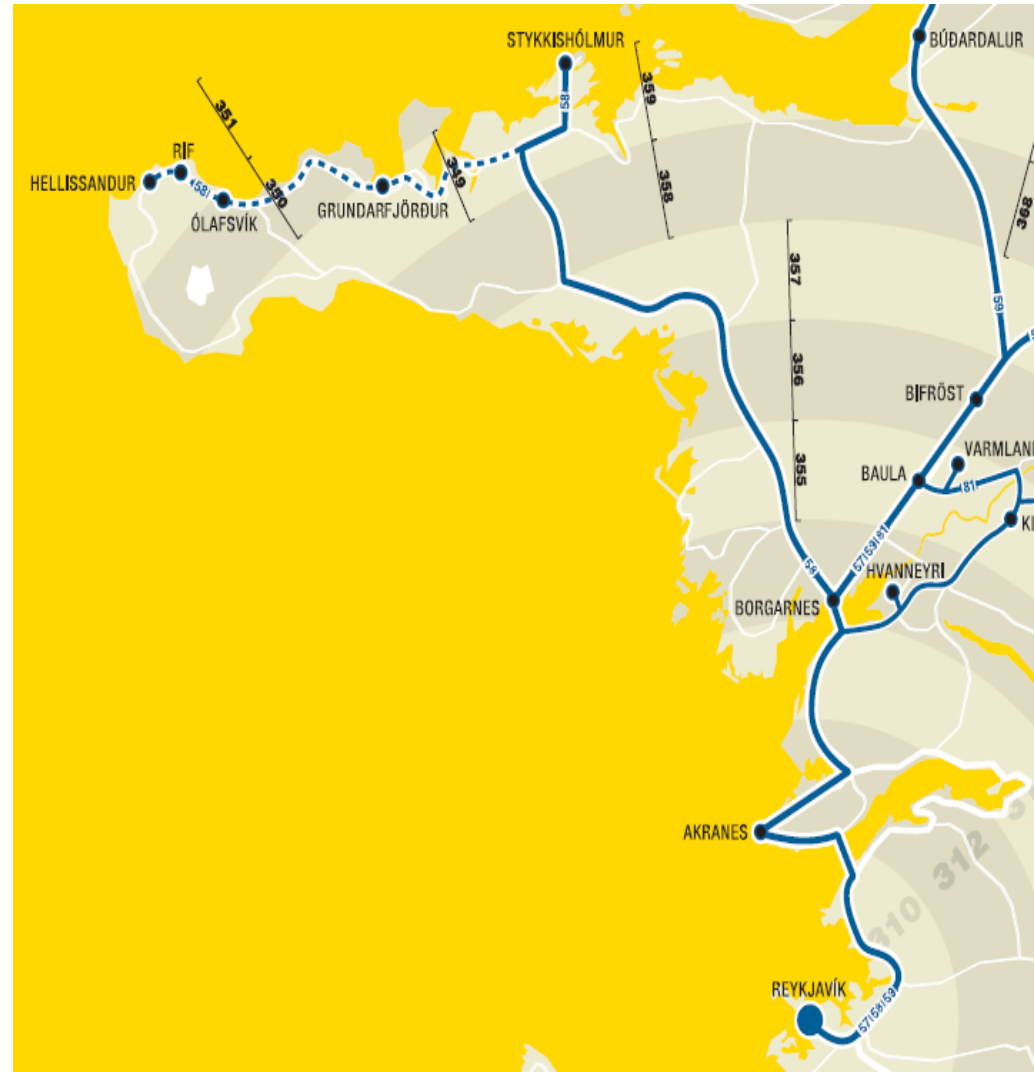 STYKKISHÓLMUR
BÚÐARDALUR
359
58
351
RIF
349
358
350
HELLISSANDUR
58
368
GRUNDARFJÖRÐUR
ÓLAFSVÍK
357
59
356
BIFRÖST
VARMLAN
355
BAULA
81
57/59/81
58
HVANNEYRI
BORGARNES
AKRANES
312
310
REYKJAVÍK
57/58/59